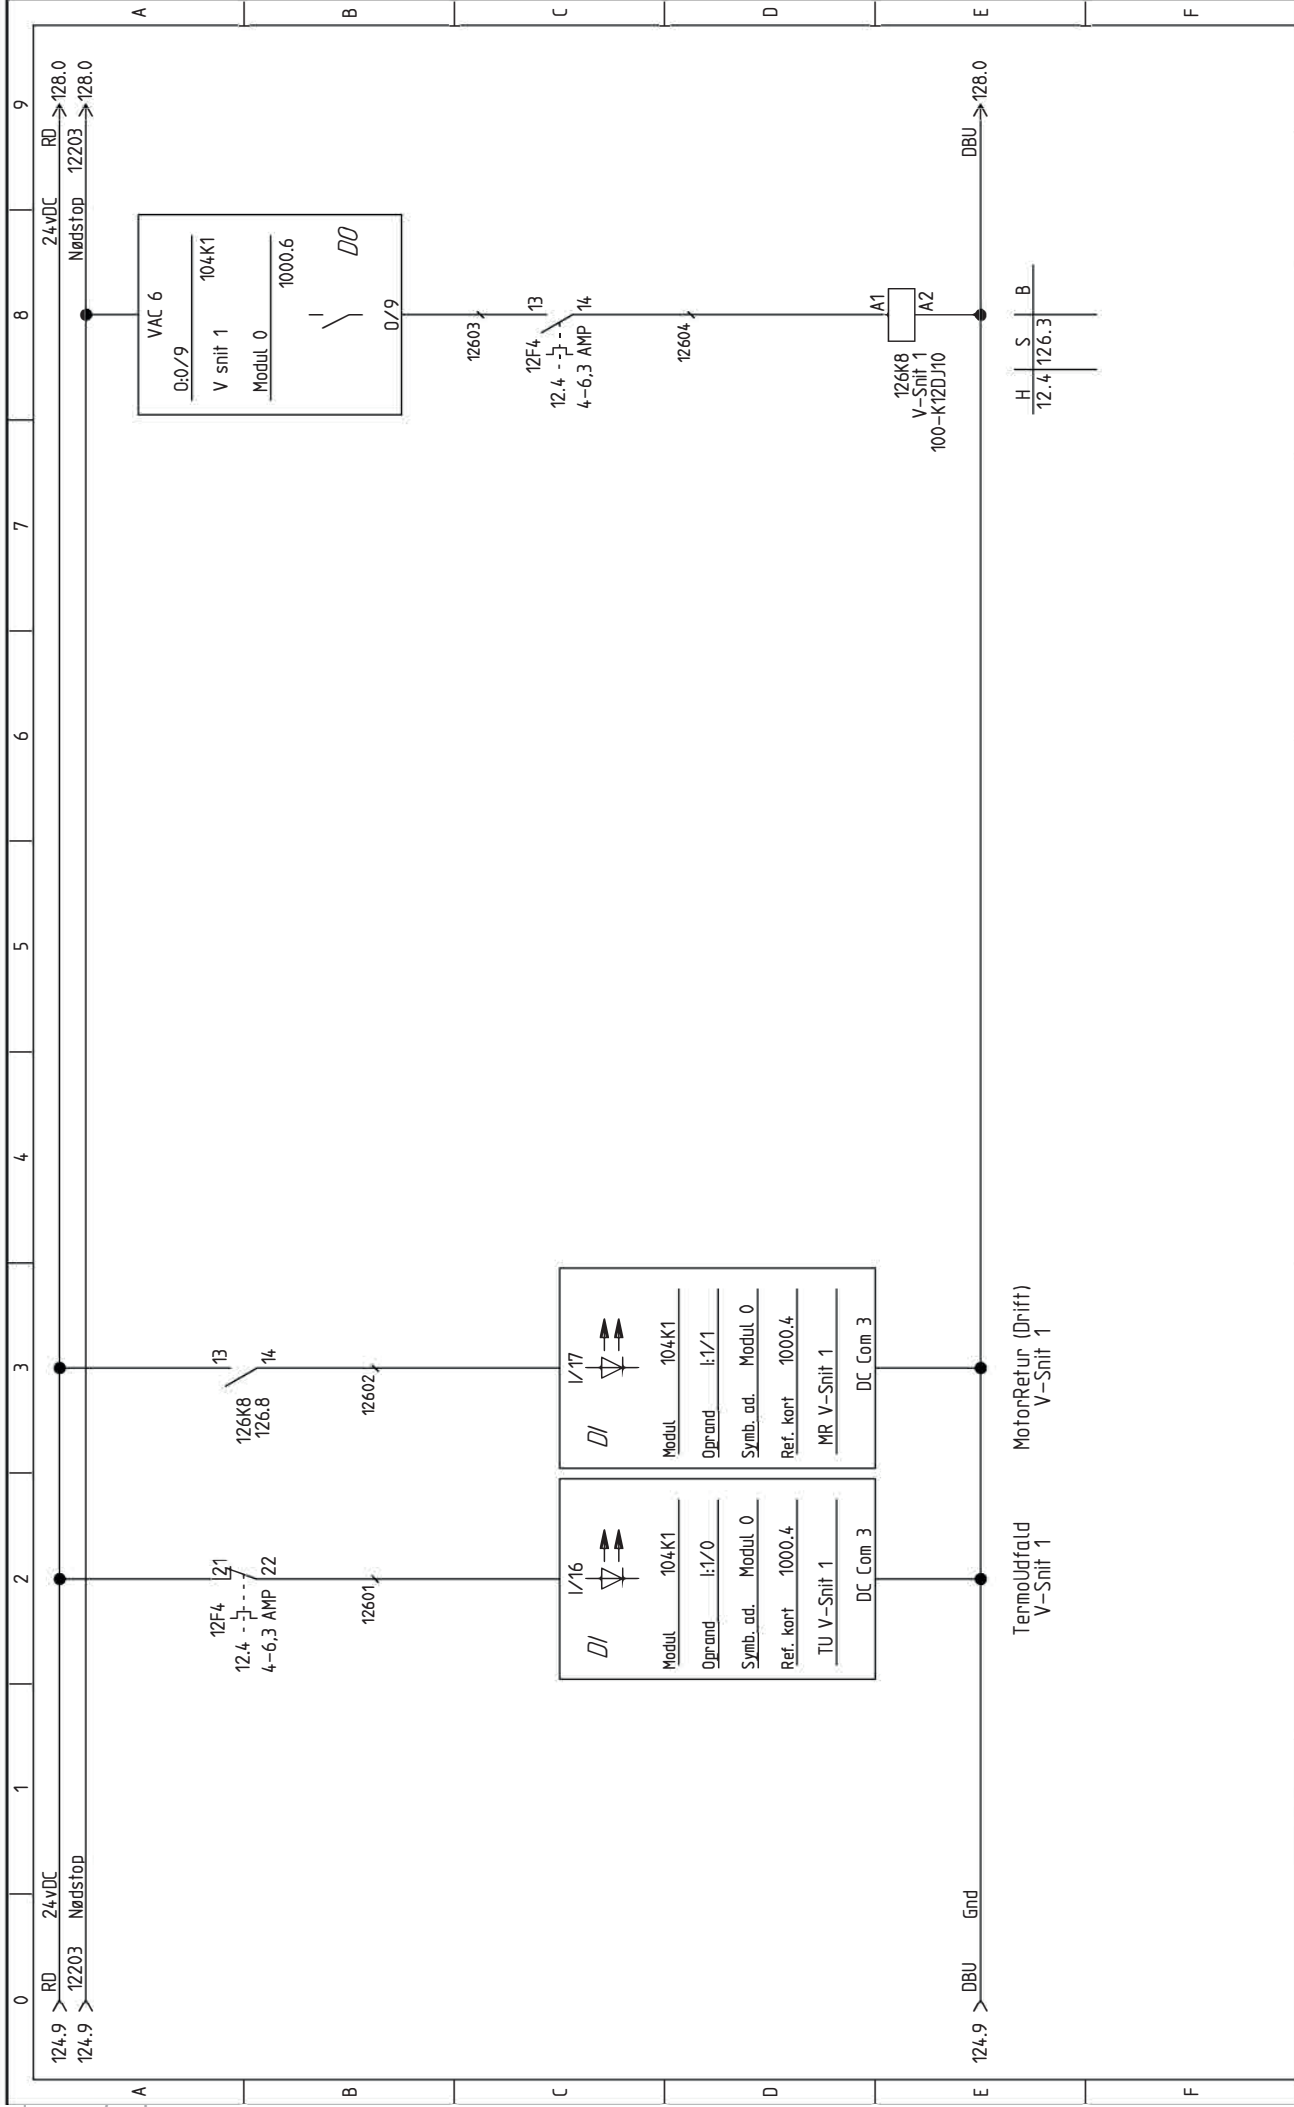 0 1 2 3 4 5 6 7 8 9
124.9 RD 24vDC 24vDC RD 128.0
124.9 12203 Nødstop Nødstop 12203 128.0
A A
B B
C C
D D
E E
F F
12F4 21
12.4
4-6,3 AMP 22
12601
I/16
DI
Modul 104K1
Oprand I:1/0
Symb. ad. Modul 0
Ref. kort 1000.4
TU V-Snit 1
DC Com 3
TermoUdfald
V-Snit 1
13
126K8 14
126.8
12602
I/17
DI
Modul 104K1
Oprand I:1/1
Symb. ad. Modul 0
Ref. kort 1000.4
MR V-Snit 1
DC Com 3
MotorRetur (Drift)
V-Snit 1
VAC 6
O:0/9
104K1
V snit 1
Modul 0
1000.6
DO
O/9
12603
12F4 13
12.4
4-6,3 AMP 14
12604
A1
126K8 A2
V-Snit 1
100-K12DJ10
124.9 DBU Gnd DBU 128.0
H S B
12.4 126.3